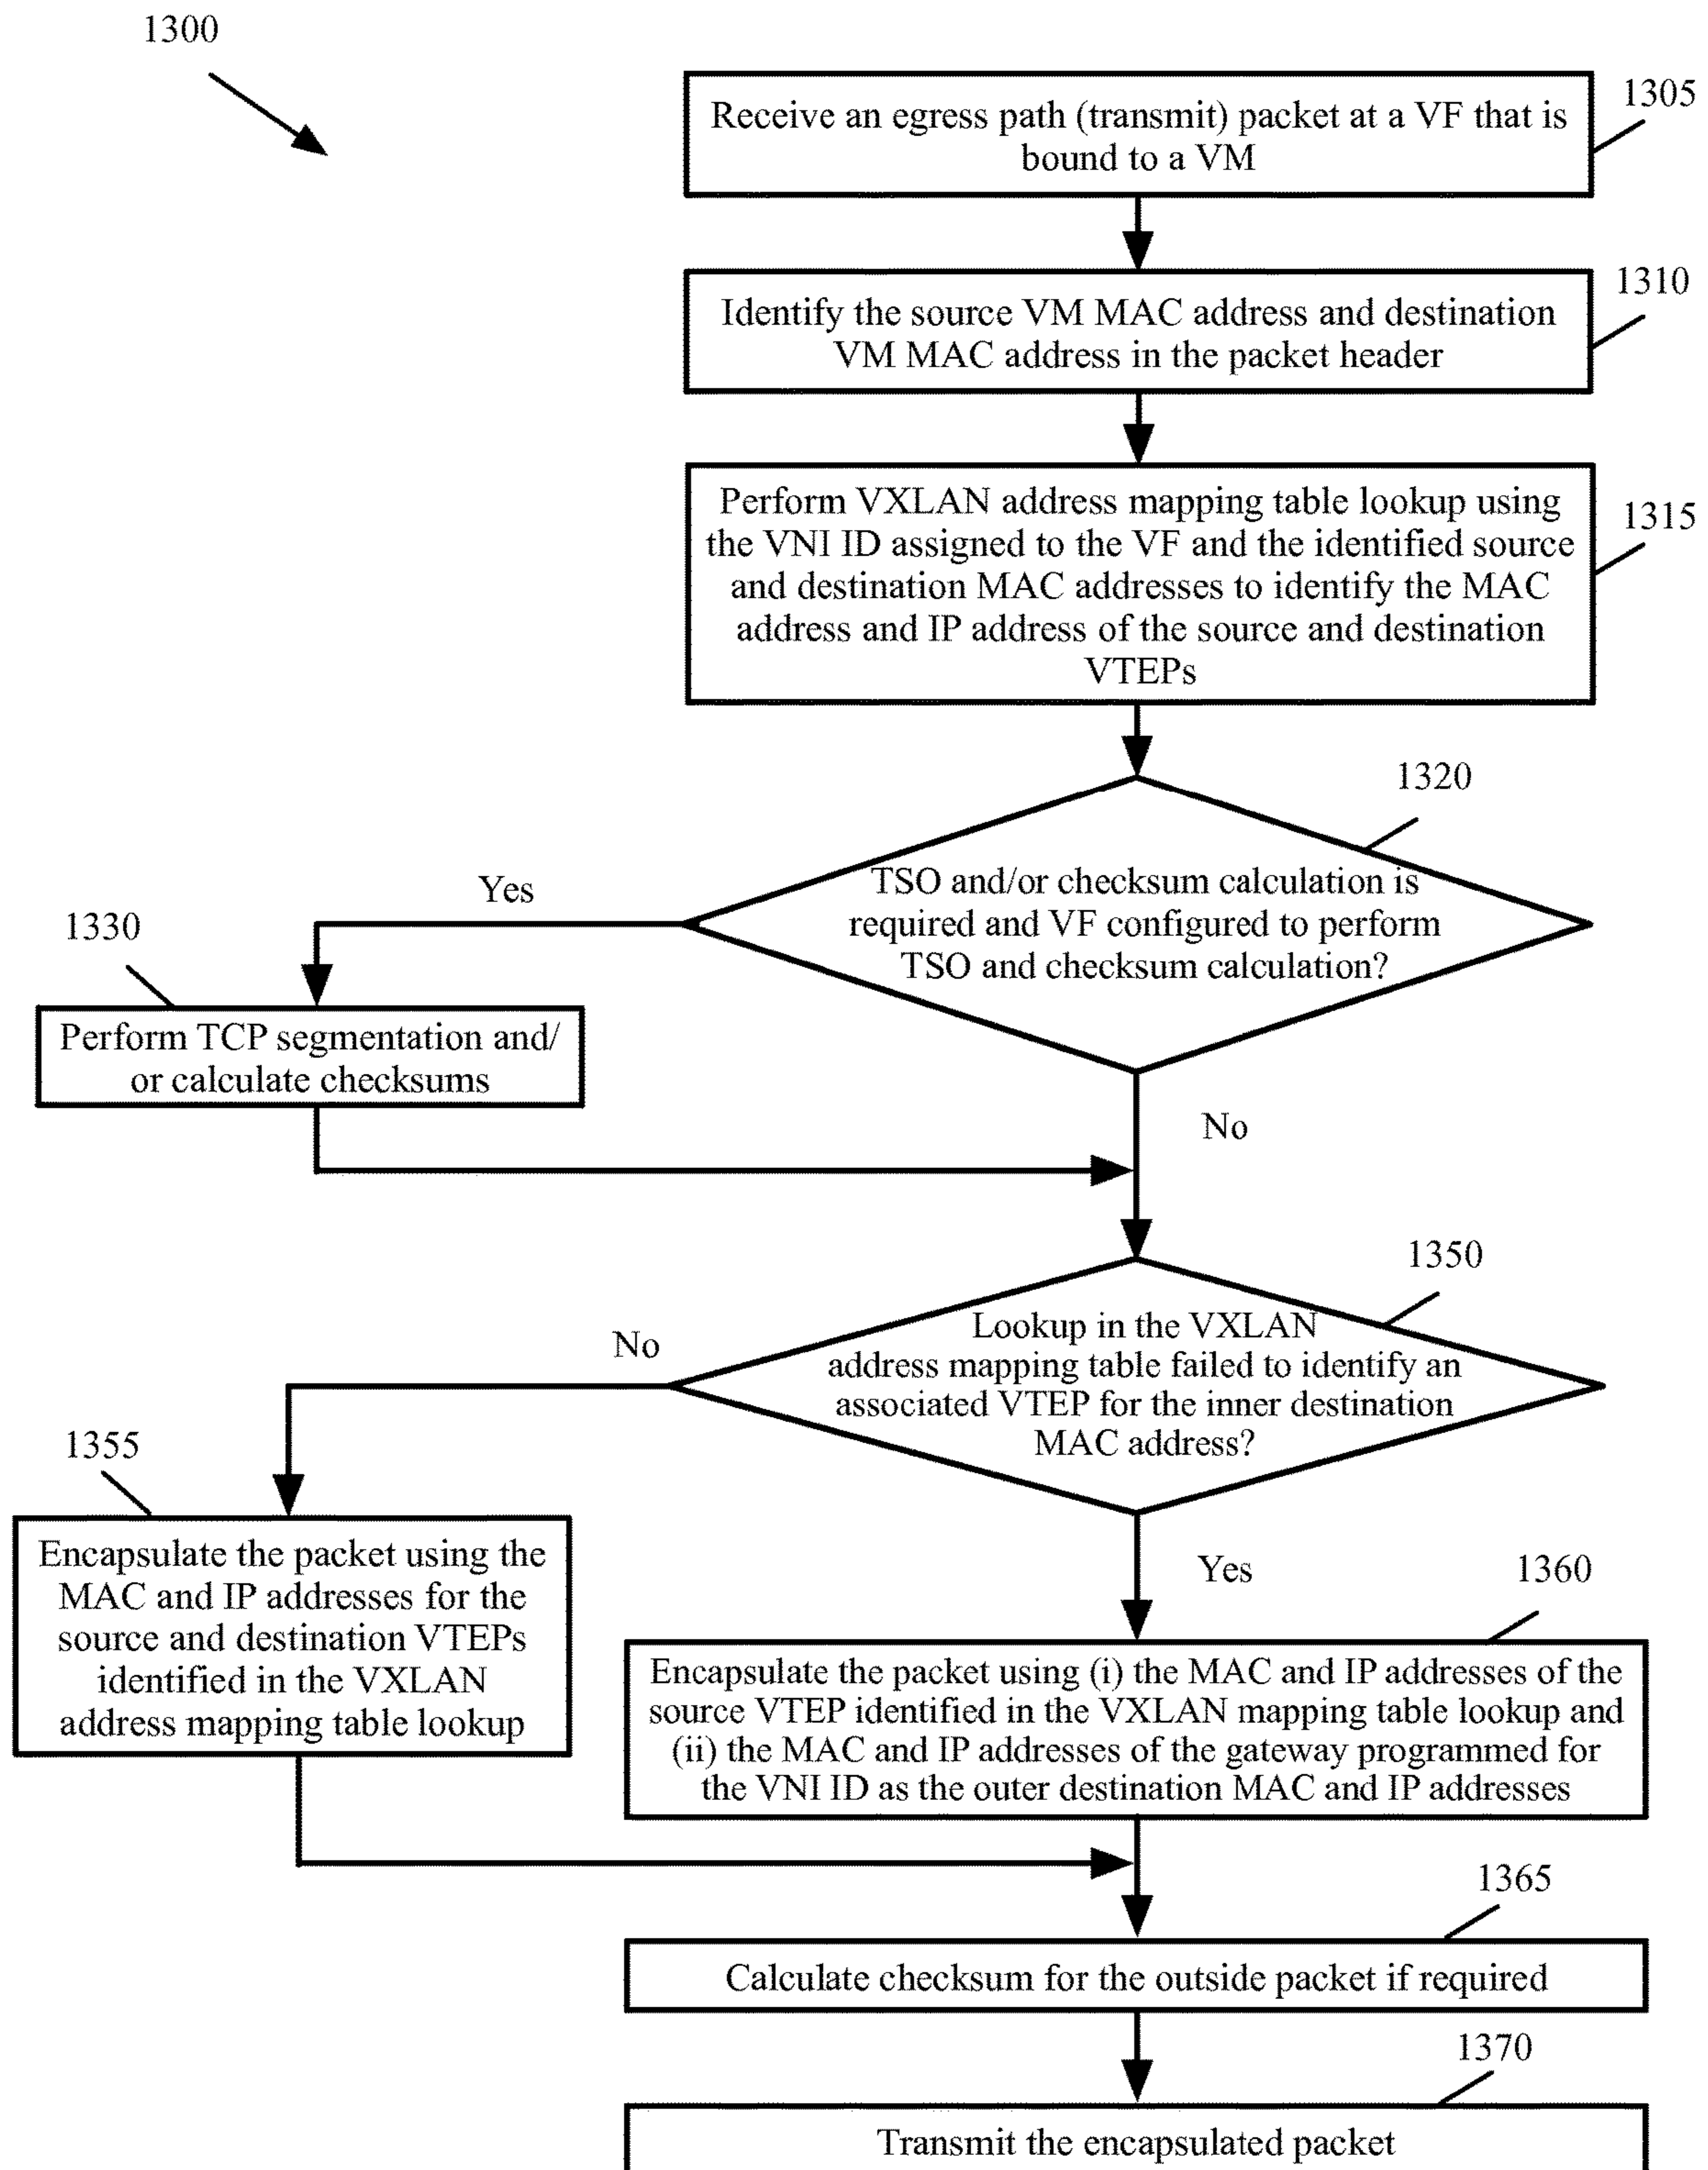 1300
1305
Receive an egress path (transmit) packet at a VF that is
bound to a VM
1310
Identify the source VM MAC address and destination
VM MAC address in the packet header
1315
Perform VXLAN address mapping table lookup using
the VNI ID assigned to the VF and the identified source
and destination MAC addresses to identify the MAC
address and IP address of the source and destination
VTEPs
1320
TSO and/or checksum calculation is
required and VF configured to perform
TSO and checksum calculation?
Yes
1330
Perform TCP segmentation and/
or calculate checksums
No
1350
Lookup in the VXLAN
address mapping table failed to identify an
associated VTEP for the inner destination
MAC address?
No
1355
Encapsulate the packet using the
MAC and IP addresses for the
source and destination VTEPs
identified in the VXLAN
address mapping table lookup
Yes
1360
Encapsulate the packet using (i) the MAC and IP addresses of the
source VTEP identified in the VXLAN mapping table lookup and
(ii) the MAC and IP addresses of the gateway programmed for
the VNI ID as the outer destination MAC and IP addresses
1365
Calculate checksum for the outside packet if required
1370
Transmit the encapsulated packet